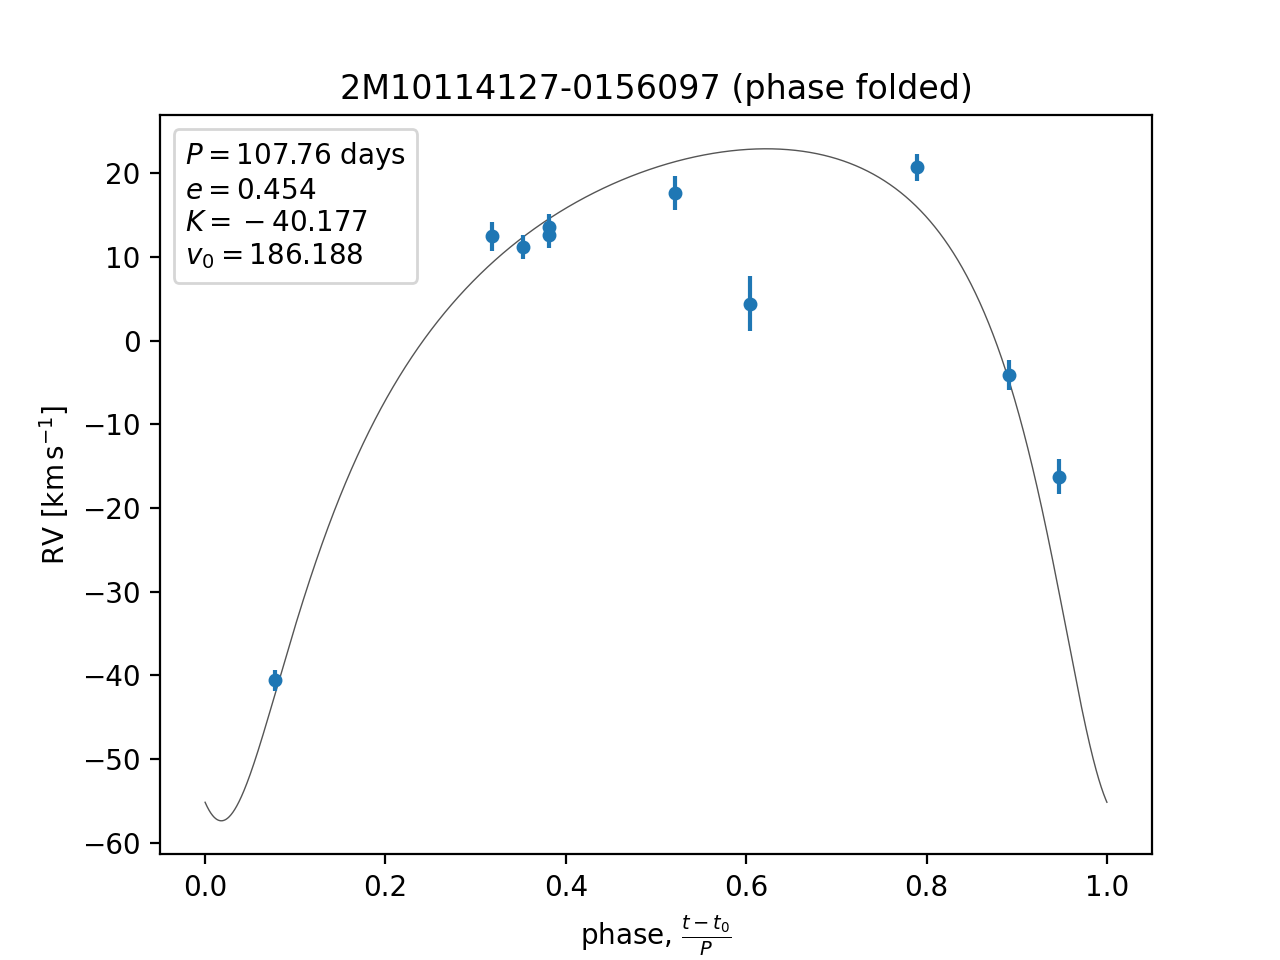 2M10114127-0156097 (phase folded)
P = 107.76 days
e = 0.454
K = −40.177
v₀ = 186.188
20
10
0
−10
−20
−30
−40
−50
−60
RV [km s⁻¹]
0.0 0.2 0.4 0.6 0.8 1.0
phase, (t − t₀)/P